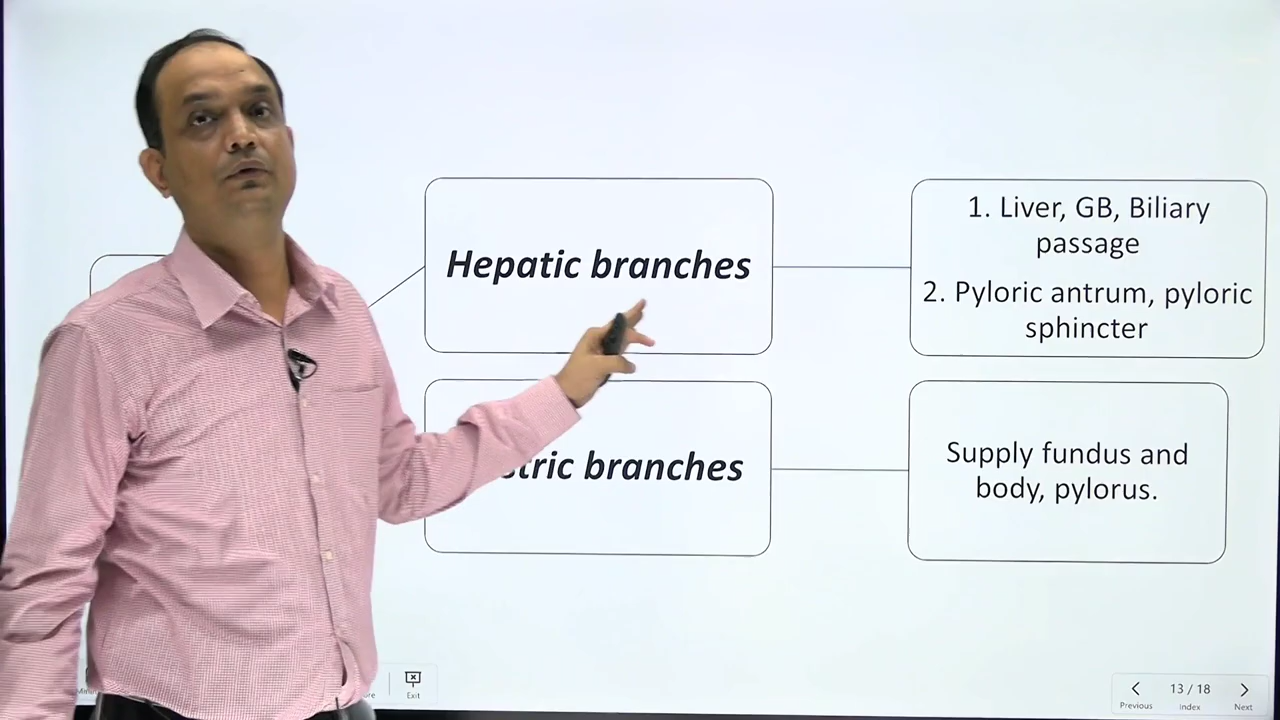 Hepatic branches
1. Liver, GB, Biliary
passage
2. Pyloric antrum, pyloric
sphincter
branches
Supply fundus and
body, pylorus.
Exit
13 / 18
Previous
Index
Next